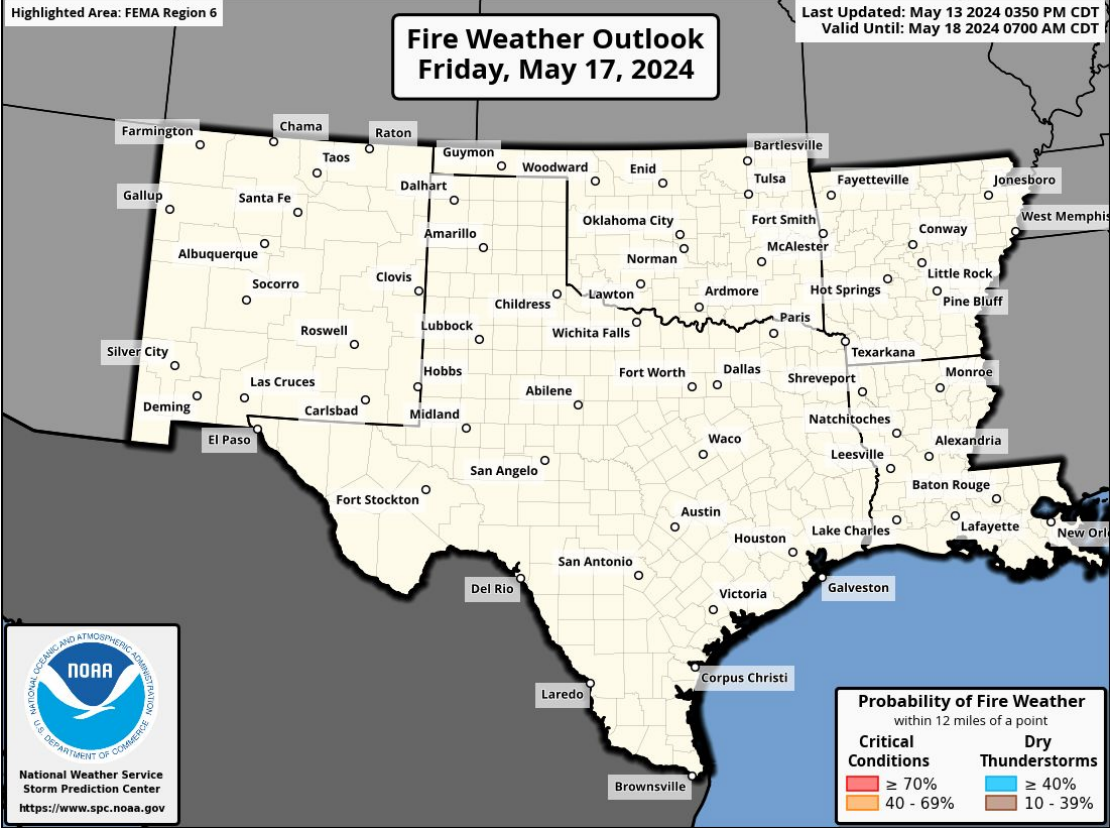 Highlighted Area: FEMA Region 6
Fire Weather Outlook
Friday, May 17, 2024
Last Updated: May 13 2024 0350 PM CDT
Valid Until: May 18 2024 0700 AM CDT
Farmington
Chama
Raton
Taos
Gallup
Santa Fe
Albuquerque
Socorro
Clovis
Roswell
Silver City
Las Cruces
Deming
Carlsbad
Hobbs
El Paso
Guymon
Woodward
Enid
Bartlesville
Tulsa
Dalhart
Oklahoma City
Fort Smith
Amarillo
McAlester
Norman
Childress
Lawton
Ardmore
Fayetteville
Jonesboro
West Memphis
Conway
Little Rock
Hot Springs
Pine Bluff
Lubbock
Wichita Falls
Paris
Texarkana
Fort Worth
Dallas
Shreveport
Monroe
Abilene
Midland
Natchitoches
Waco
Alexandria
Leesville
San Angelo
Fort Stockton
Baton Rouge
Austin
Lake Charles
Lafayette
New Orl
Houston
San Antonio
Del Rio
Galveston
Victoria
Corpus Christi
Laredo
Brownsville
NATIONAL OCEANIC AND ATMOSPHERIC ADMINISTRATION
NOAA
U.S. DEPARTMENT OF COMMERCE
National Weather Service
Storm Prediction Center
https://www.spc.noaa.gov
Probability of Fire Weather
within 12 miles of a point
Critical
Conditions
≥ 70%
40 - 69%
Dry
Thunderstorms
≥ 40%
10 - 39%